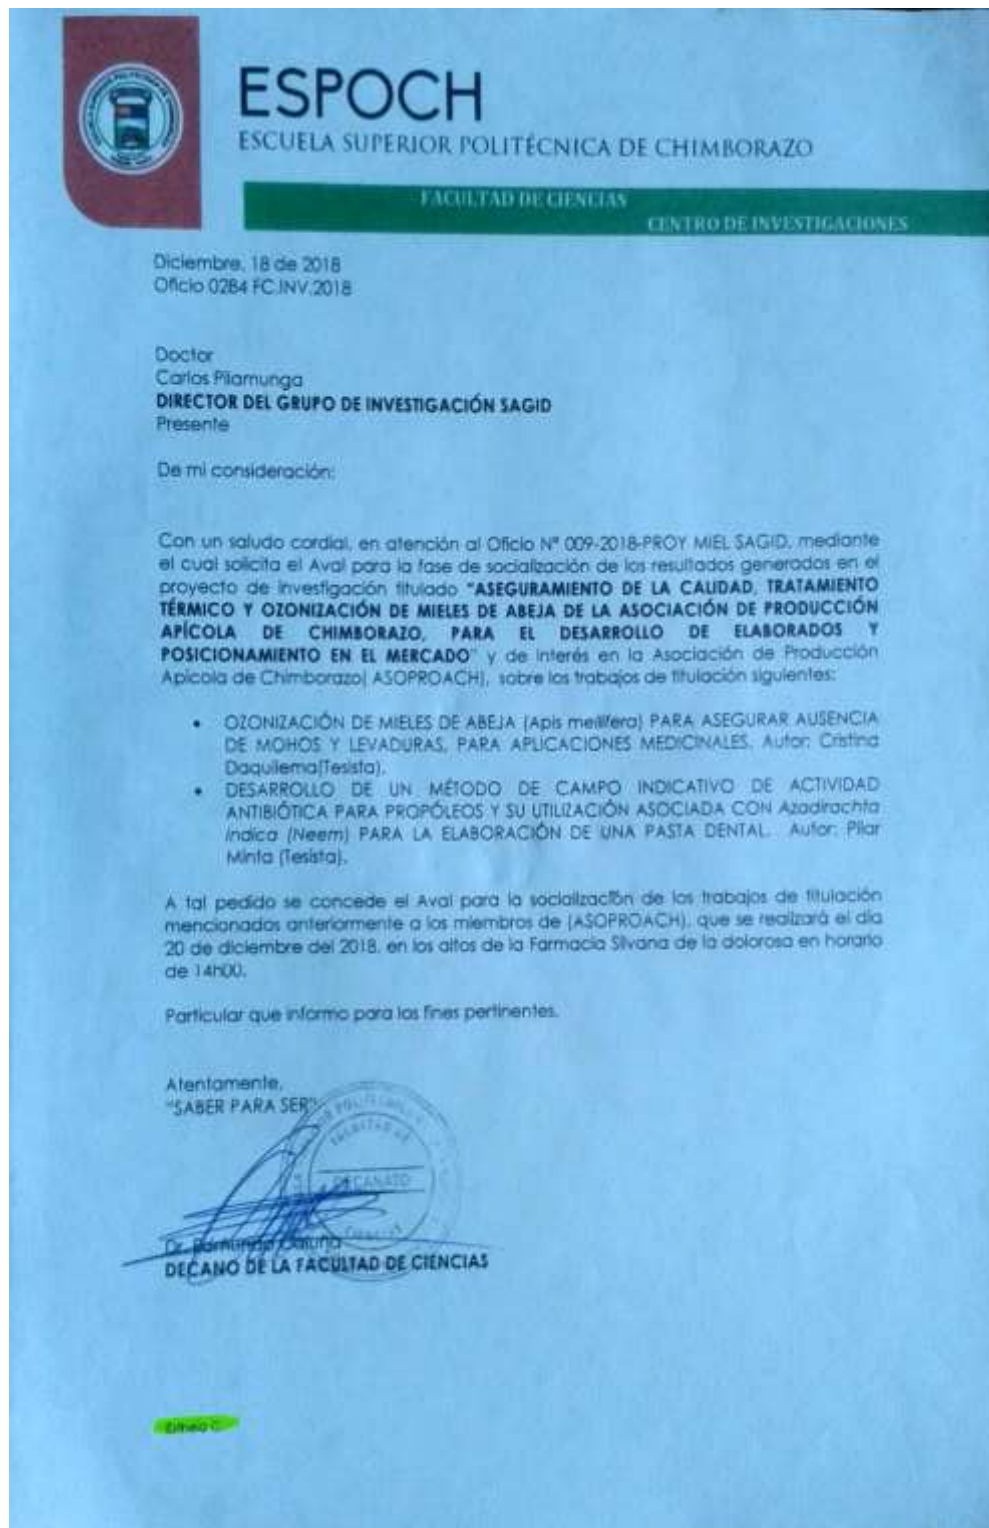 ESPOCH
ESCUELA SUPERIOR POLITÉCNICA DE CHIMBORAZO
FACULTAD DE CIENCIAS
CENTRO DE INVESTIGACIONES
Diciembre, 18 de 2018
Oficio 0284 FC.INV.2018
Doctor
Carlos Pilamunga
DIRECTOR DEL GRUPO DE INVESTIGACIÓN SAGID
Presente
De mi consideración:
Con un saludo cordial, en atención al Oficio Nº 009-2018-PROY MIEL SAGID, mediante
el cual solicita el Aval para la fase de socialización de los resultados generados en el
proyecto de investigación titulado "ASEGURAMIENTO DE LA CALIDAD, TRATAMIENTO
TÉRMICO Y OZONIZACIÓN DE MIELES DE ABEJA DE LA ASOCIACIÓN DE PRODUCCIÓN
APÍCOLA DE CHIMBORAZO, PARA EL DESARROLLO DE ELABORADOS Y
POSICIONAMIENTO EN EL MERCADO" y de interés en la Asociación de Producción
Apícola de Chimborazo( ASOPROACH), sobre los trabajos de titulación siguientes:
• OZONIZACIÓN DE MIELES DE ABEJA (Apis mellifera) PARA ASEGURAR AUSENCIA
DE MOHOS Y LEVADURAS, PARA APLICACIONES MEDICINALES. Autor: Cristina
Daquilema(Tesista).
• DESARROLLO DE UN MÉTODO DE CAMPO INDICATIVO DE ACTIVIDAD
ANTIBIÓTICA PARA PROPÓLEOS Y SU UTILIZACIÓN ASOCIADA CON Azadirachta
Indica (Neem) PARA LA ELABORACIÓN DE UNA PASTA DENTAL. Autor: Pilar
Minta (Tesista).
A tal pedido se concede el Aval para la socialización de los trabajos de titulación
mencionados anteriormente a los miembros de (ASOPROACH), que se realizará el día
20 de diciembre del 2018, en los altos de la Farmacia Silvana de la dolorosa en horario
de 14h00.
Particular que informo para los fines pertinentes.
Atentamente,
"SABER PARA SER"
FACULTAD DE
DECANATO
CIENCIAS
Dr.
DECANO DE LA FACULTAD DE CIENCIAS